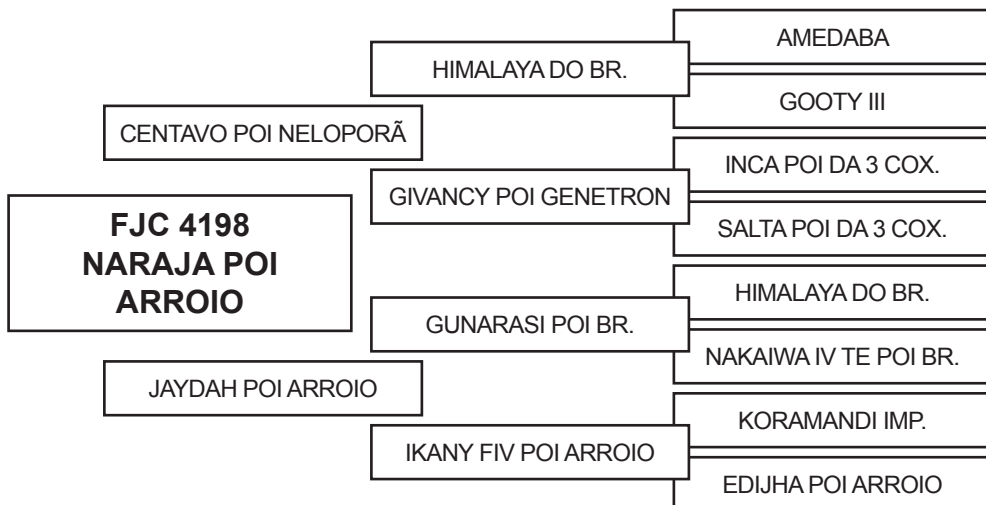 AMEDABA
HIMALAYA DO BR.
GOOTY III
CENTAVO POI NELOPORÃ
INCA POI DA 3 COX.
GIVANCY POI GENETRON
SALTA POI DA 3 COX.
FJC 4198
NARAJA POI
ARROIO
HIMALAYA DO BR.
GUNARASI POI BR.
NAKAIWA IV TE POI BR.
JAYDAH POI ARROIO
KORAMANDI IMP.
IKANY FIV POI ARROIO
EDIJHA POI ARROIO